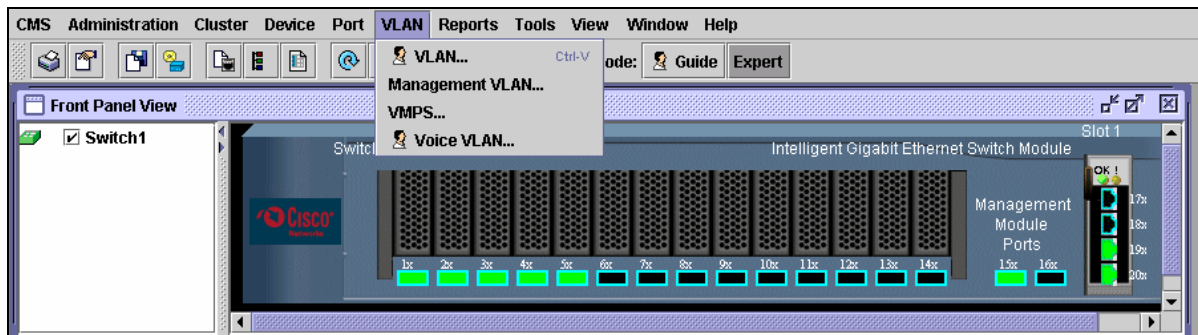 CMS Administration Cluster Device Port VLAN Reports Tools View Window Help
VLAN... Ctrl-V
Management VLAN...
VMPS...
Voice VLAN...
ode: Guide Expert
Front Panel View
Switch1
Slot 1
Switc
Intelligent Gigabit Ethernet Switch Module
OK !
Cisco
Networks
Management
Module
Ports
17x
18x
19x
20x
1x 2x 3x 4x 5x 6x 7x 8x 9x 10x 11x 12x 13x 14x 15x 16x